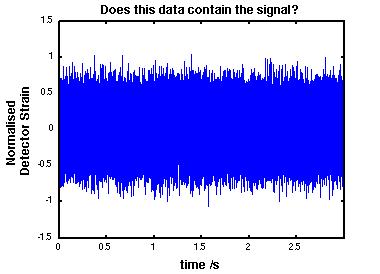 Does this data contain the signal?
1.5
1
0.5
0
-0.5
-1
-1.5
Normalised
Detector Strain
0 0.5 1 1.5 2 2.5
time /s